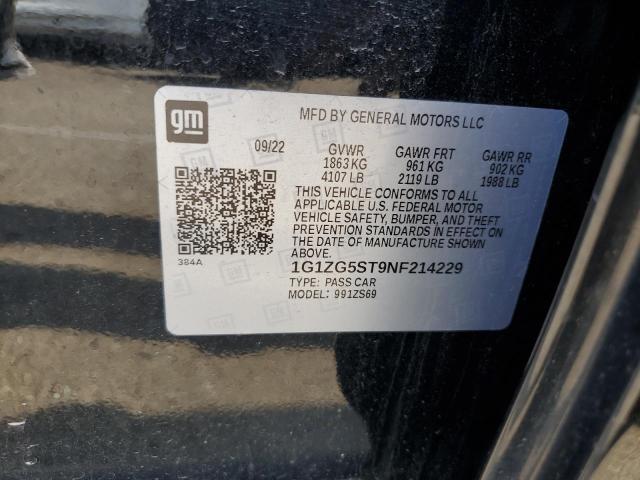 gm
MFD BY GENERAL MOTORS LLC
09/22 GVWR GAWR FRT GAWR RR
1863 KG 961 KG 902 KG
4107 LB 2119 LB 1988 LB
THIS VEHICLE CONFORMS TO ALL
APPLICABLE U.S. FEDERAL MOTOR
VEHICLE SAFETY, BUMPER, AND THEFT
PREVENTION STANDARDS IN EFFECT ON
THE DATE OF MANUFACTURE SHOWN
ABOVE.
384A
1G1ZG5ST9NF214229
TYPE: PASS CAR
MODEL: 991ZS69